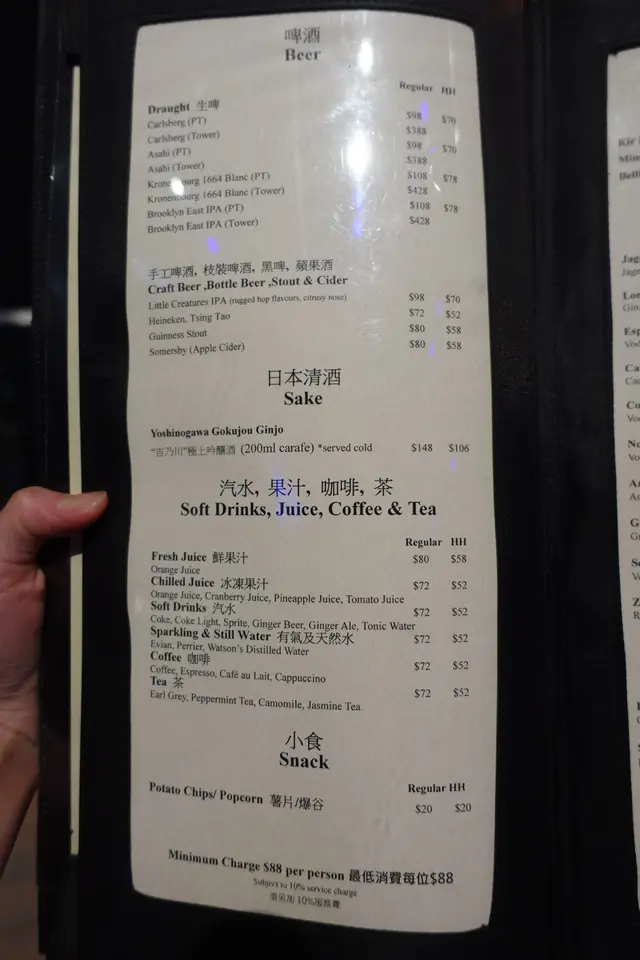 啤酒
Beer
Regular HH
Draught 生啤
Carlsberg (PT) $98 $70
Carlsberg (Tower) $388
Asahi (PT) $98 $70
Asahi (Tower) $388
Kronenbourg 1664 Blanc (PT) $108 $78
Kronenbourg 1664 Blanc (Tower) $428
Brooklyn East IPA (PT) $108 $78
Brooklyn East IPA (Tower) $428
手工啤酒, 枝裝啤酒, 黑啤, 蘋果酒
Craft Beer ,Bottle Beer ,Stout & Cider
Little Creatures IPA (rugged hop flavours, citrusy nose) $98 $70
Heineken, Tsing Tao $72 $52
Guinness Stout $80 $58
Somersby (Apple Cider) $80 $58
日本清酒
Sake
Yoshinogawa Gokujou Ginjo
"吉乃川"極上吟釀酒 (200ml carafe) *served cold $148 $106
汽水, 果汁, 咖啡, 茶
Soft Drinks, Juice, Coffee & Tea
Regular HH
Fresh Juice 鮮果汁 $80 $58
Orange Juice
Chilled Juice 冰凍果汁 $72 $52
Orange Juice, Cranberry Juice, Pineapple Juice, Tomato Juice
Soft Drinks 汽水 $72 $52
Coke, Coke Light, Sprite, Ginger Beer, Ginger Ale, Tonic Water
Sparkling & Still Water 有氣及天然水 $72 $52
Evian, Perrier, Watson's Distilled Water
Coffee 咖啡 $72 $52
Coffee, Espresso, Café au Lait, Cappuccino
Tea 茶 $72 $52
Earl Grey, Peppermint Tea, Camomile, Jasmine Tea
小食
Snack
Regular HH
Potato Chips/ Popcorn 薯片/爆谷 $20 $20
Minimum Charge $88 per person 最低消費每位$88
Subject to 10% service charge
需另加 10%服務費